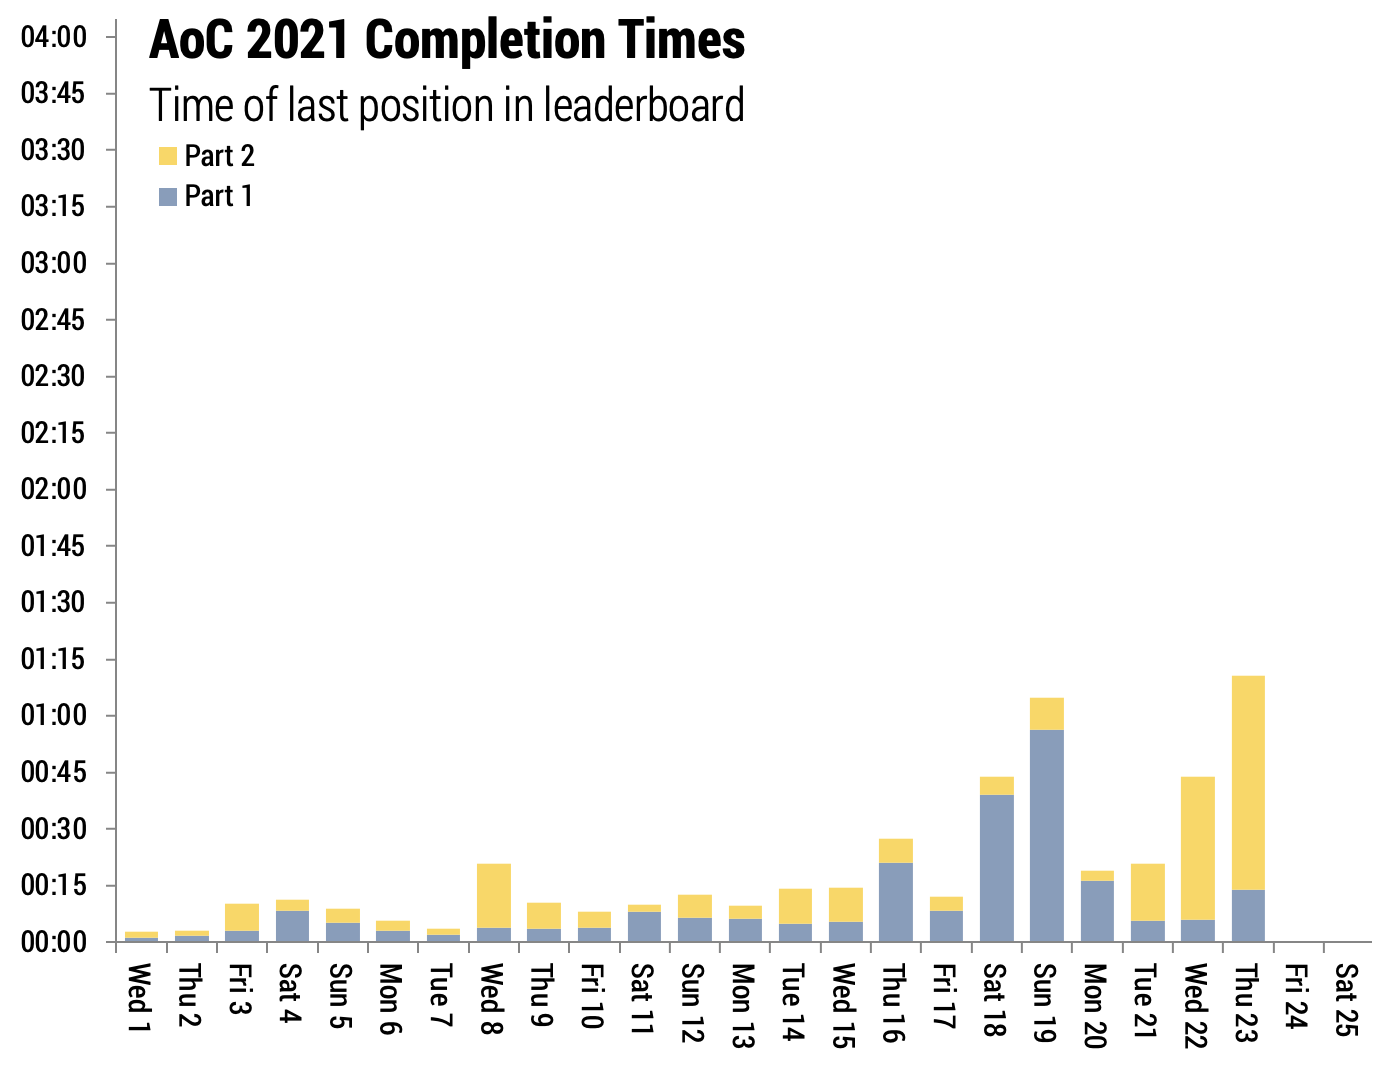 AoC 2021 Completion Times
Time of last position in leaderboard
Part 2
Part 1
04:00
03:45
03:30
03:15
03:00
02:45
02:30
02:15
02:00
01:45
01:30
01:15
01:00
00:45
00:30
00:15
00:00
Wed 1
Thu 2
Fri 3
Sat 4
Sun 5
Mon 6
Tue 7
Wed 8
Thu 9
Fri 10
Sat 11
Sun 12
Mon 13
Tue 14
Wed 15
Thu 16
Fri 17
Sat 18
Sun 19
Mon 20
Tue 21
Wed 22
Thu 23
Fri 24
Sat 25